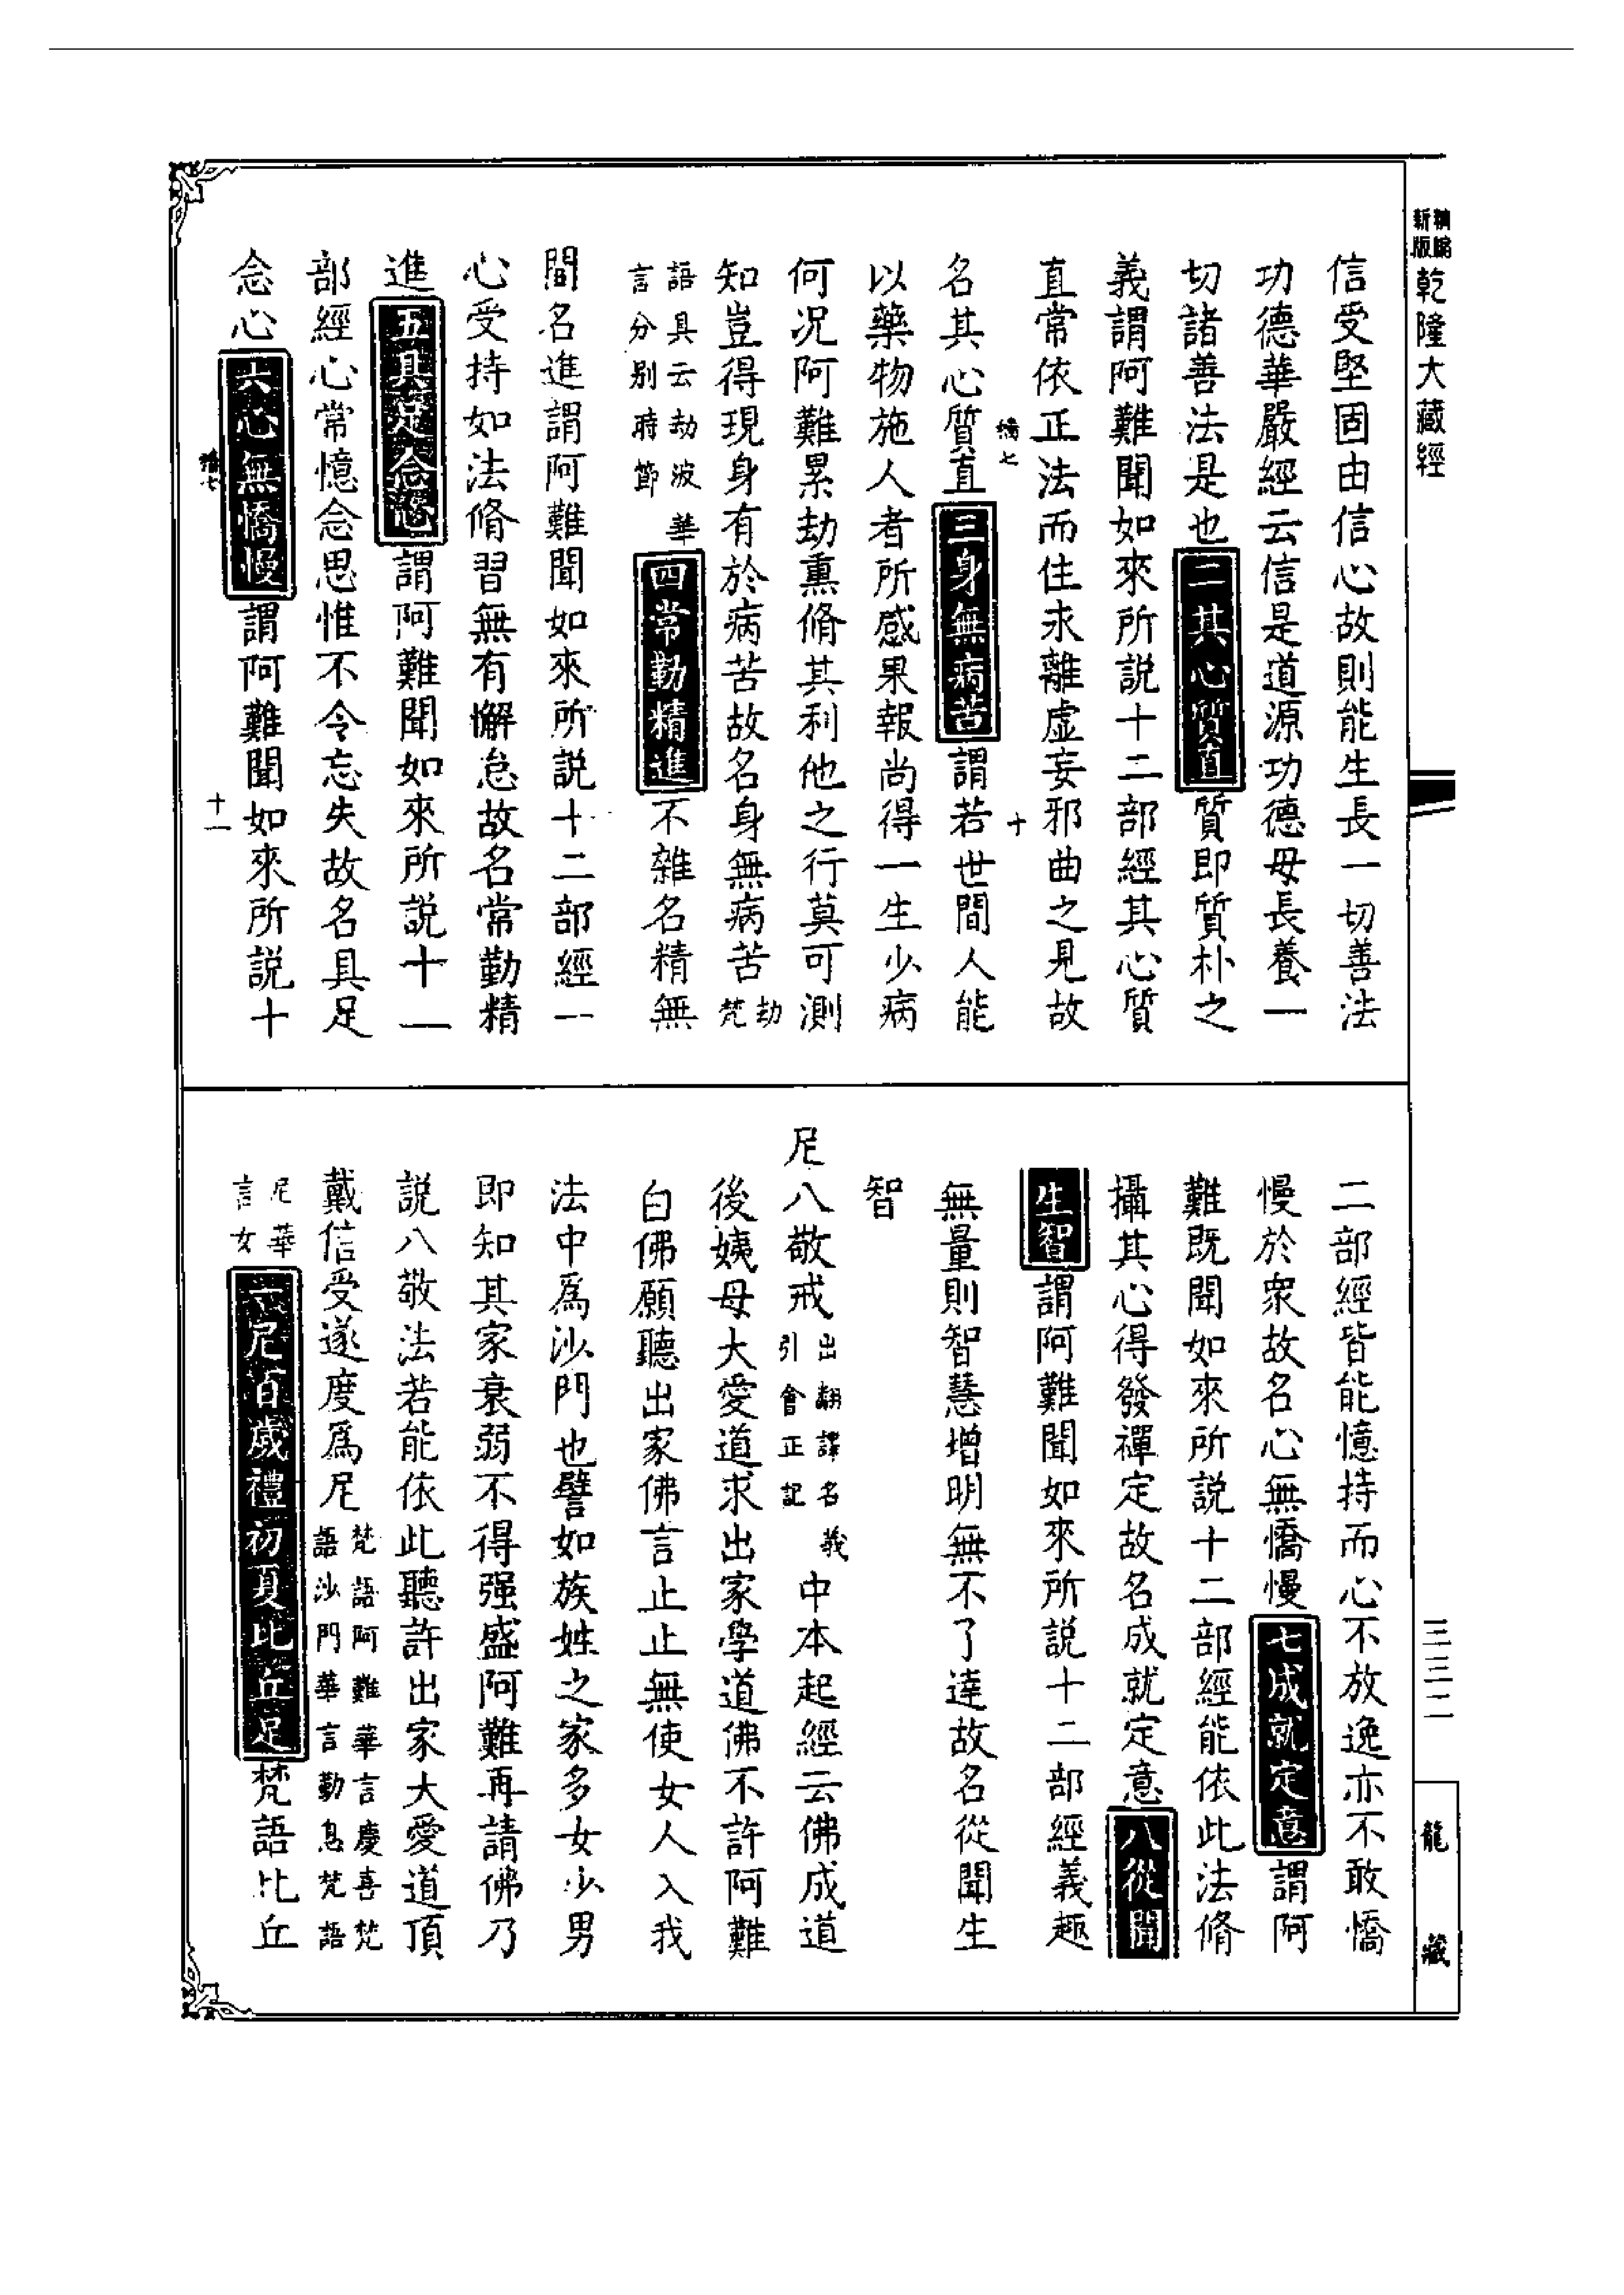 新版精編
乾隆大藏經
信受堅固由信心故則能生長一切善法
功德華嚴經云信是道源功德母長養一
切諸善法是也二其心質直質即質朴之
義謂阿難聞如來所說十二部經其心質
直常依正法而住永離虛妄邪曲之見故
十
名其心質直三身無病苦謂若世間人能
以藥物施人者所感果報尚得一生少病
何况阿難累劫熏脩其利他之行莫可測
知豈得現身有於病苦故名身無病苦劫梵
語具云劫波華言分別時節四常勤精進不雜名精無
間名進謂阿難聞如來所說十二部經一
心受持如法脩習無有懈怠故名常勤精
進五具足念心謂阿難聞如來所說十一
部經心常憶念思惟不令忘失故名具足
念心六心無憍慢謂阿難聞如來所說十
十一
二部經皆能憶持而心不放逸亦不敢憍
慢於衆故名心無憍慢七成就定意謂阿
難既聞如來所說十二部經能依此法脩
攝其心得發禪定故名成就定意八從聞
生智謂阿難聞如來所說十二部經義趣
無量則智慧增明無不了達故名從聞生
智
尼八敬戒出翻譯名義引會正記中本起經云佛成道
後姨母大愛道求出家學道佛不許阿難
白佛願聽出家佛言止止無使女人入我
法中爲沙門也譬如族姓之家多女少男
即知其家衰弱不得强盛阿難再請佛乃
說八敬法若能依此聽許出家大愛道頂
戴信受遂度爲尼梵語阿難華言慶喜梵語沙門華言勤息梵語
尼華言女一尼百歲禮初夏比丘足梵語比丘
三三二
龍藏